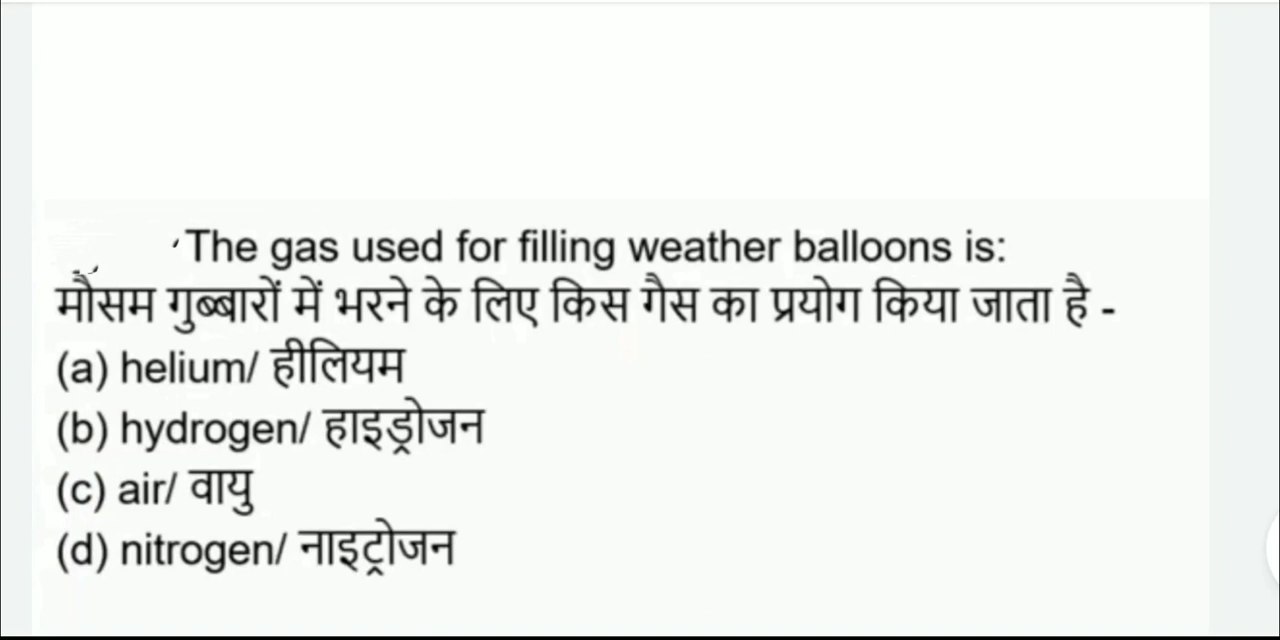 The gas used for filling weather balloons is:
मौसम गुब्बारों में भरने के लिए किस गैस का प्रयोग किया जाता है -
(a) helium/ हीलियम
(b) hydrogen/ हाइड्रोजन
(c) air/ वायु
(d) nitrogen/ नाइट्रोजन